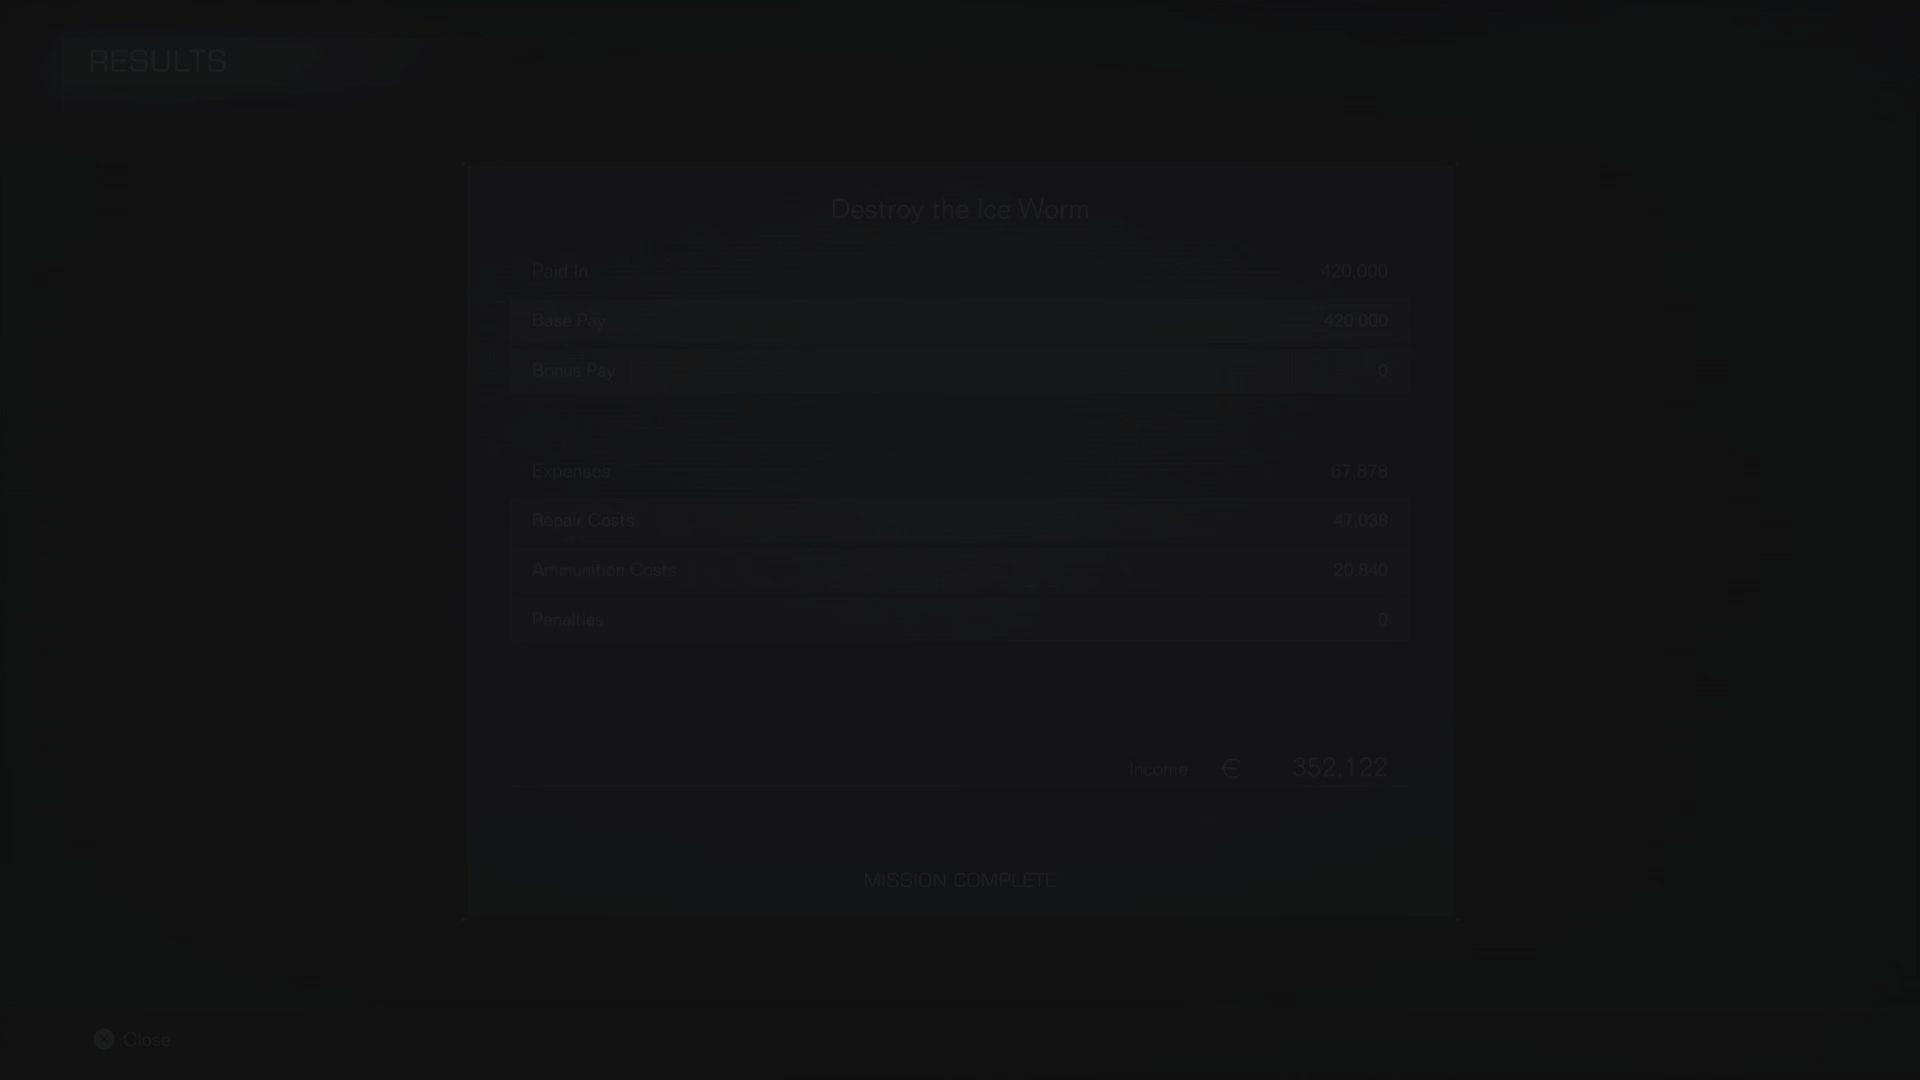 RESULTS
Destroy the Ice Worm
Paid In 420,000
Base Pay 420,000
Bonus Pay 0
Expenses 67,878
Repair Costs 47,038
Ammunition Costs 20,840
Penalties 0
Income 352,122
MISSION COMPLETE
:Close